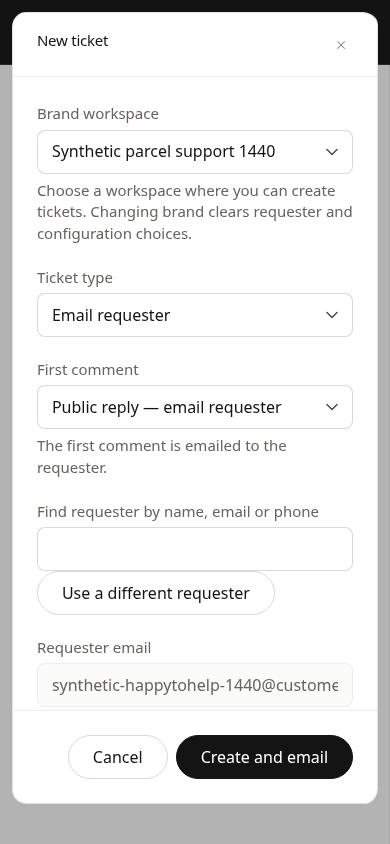 New ticket
×
Brand workspace
Synthetic parcel support 1440
Choose a workspace where you can create
tickets. Changing brand clears requester and
configuration choices.
Ticket type
Email requester
First comment
Public reply — email requester
The first comment is emailed to the
requester.
Find requester by name, email or phone
Use a different requester
Requester email
synthetic-happytohelp-1440@custome
Cancel
Create and email